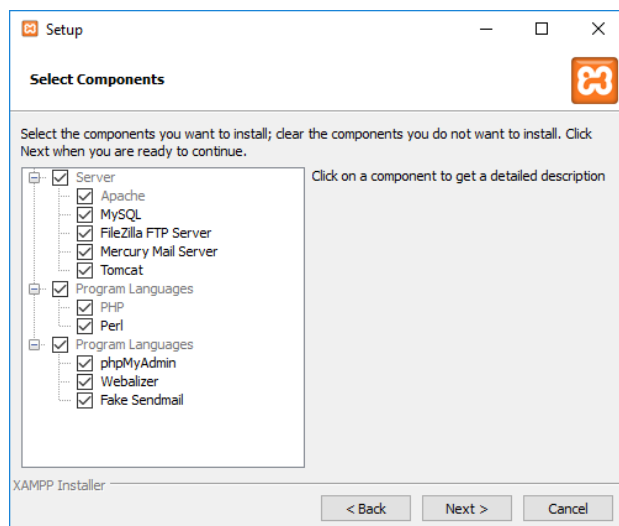 Setup
Select Components
Select the components you want to install; clear the components you do not want to install. Click
Next when you are ready to continue.
Server
Click on a component to get a detailed description
Apache
MySQL
FileZilla FTP Server
Mercury Mail Server
Tomcat
Program Languages
PHP
Perl
Program Languages
phpMyAdmin
Webalizer
Fake Sendmail
XAMPP Installer
< Back
Next >
Cancel